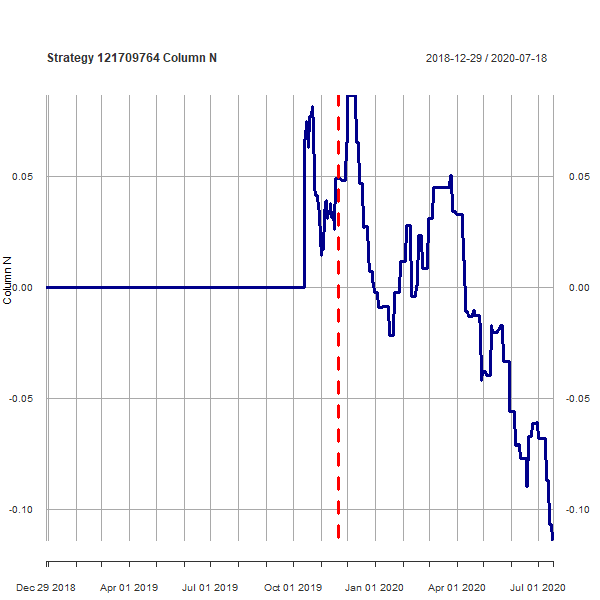 Strategy 121709764 Column N
2018-12-29 / 2020-07-18
0.05
0.05
Column N
0.00
0.00
-0.05
-0.05
-0.10
-0.10
Dec 29 2018
Apr 01 2019
Jul 01 2019
Oct 01 2019
Jan 01 2020
Apr 01 2020
Jul 01 2020